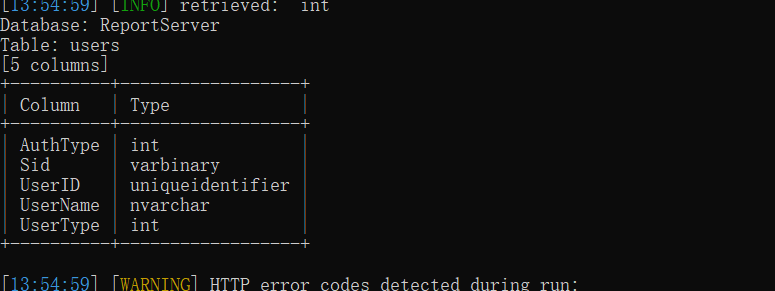 [13:54:59] [INFO] retrieved:  int
Database: ReportServer
Table: users
[5 columns]
+----------+------------------+
| Column   | Type             |
+----------+------------------+
| AuthType | int              |
| Sid      | varbinary        |
| UserID   | uniqueidentifier |
| UserName | nvarchar         |
| UserType | int              |
+----------+------------------+
[13:54:59] [WARNING] HTTP error codes detected during run: